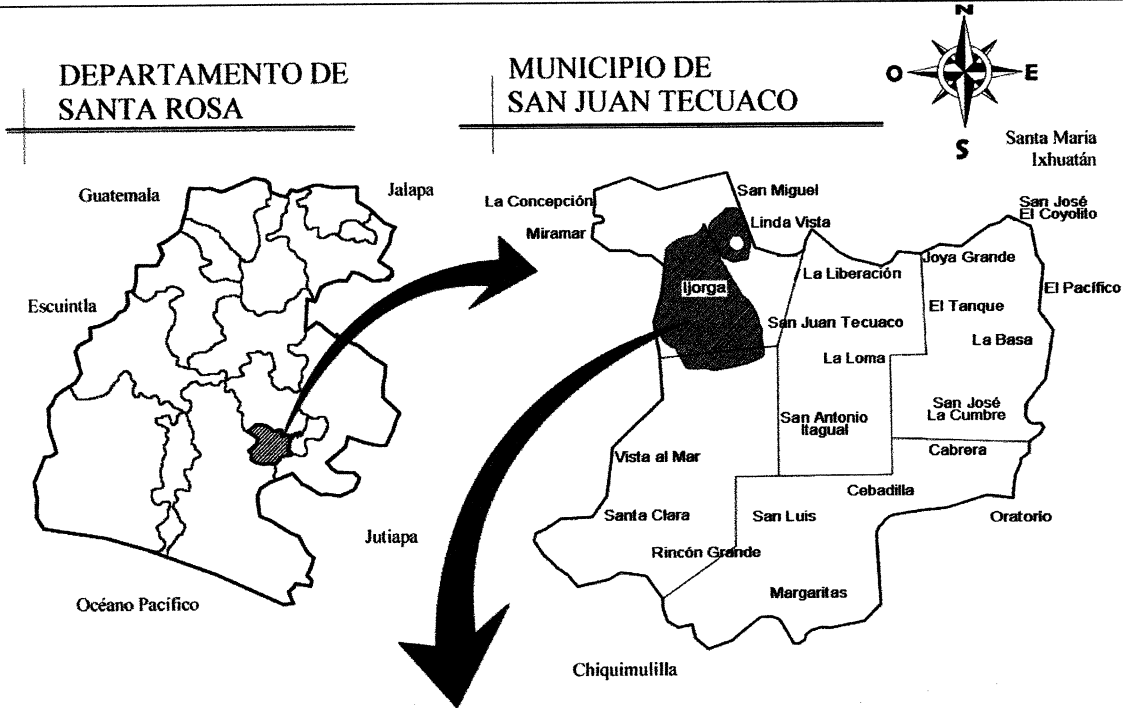 DEPARTAMENTO DE
SANTA ROSA
MUNICIPIO DE
SAN JUAN TECUACO
N
O
E
S
Guatemala
Jalapa
Escuintla
Jutiapa
Océano Pacífico
Santa María
Ixhuatán
La Concepción
San Miguel
San José
El Coyolito
Miramar
Linda Vista
La Liberación
Joya Grande
Ijorga
El Pacífico
El Tanque
San Juan Tecuaco
La Basa
La Loma
San José
La Cumbre
San Antonio
Itagual
Cabrera
Vista al Mar
Cebadilla
Santa Clara
San Luis
Oratorio
Rincón Grande
Margaritas
Chiquimulilla